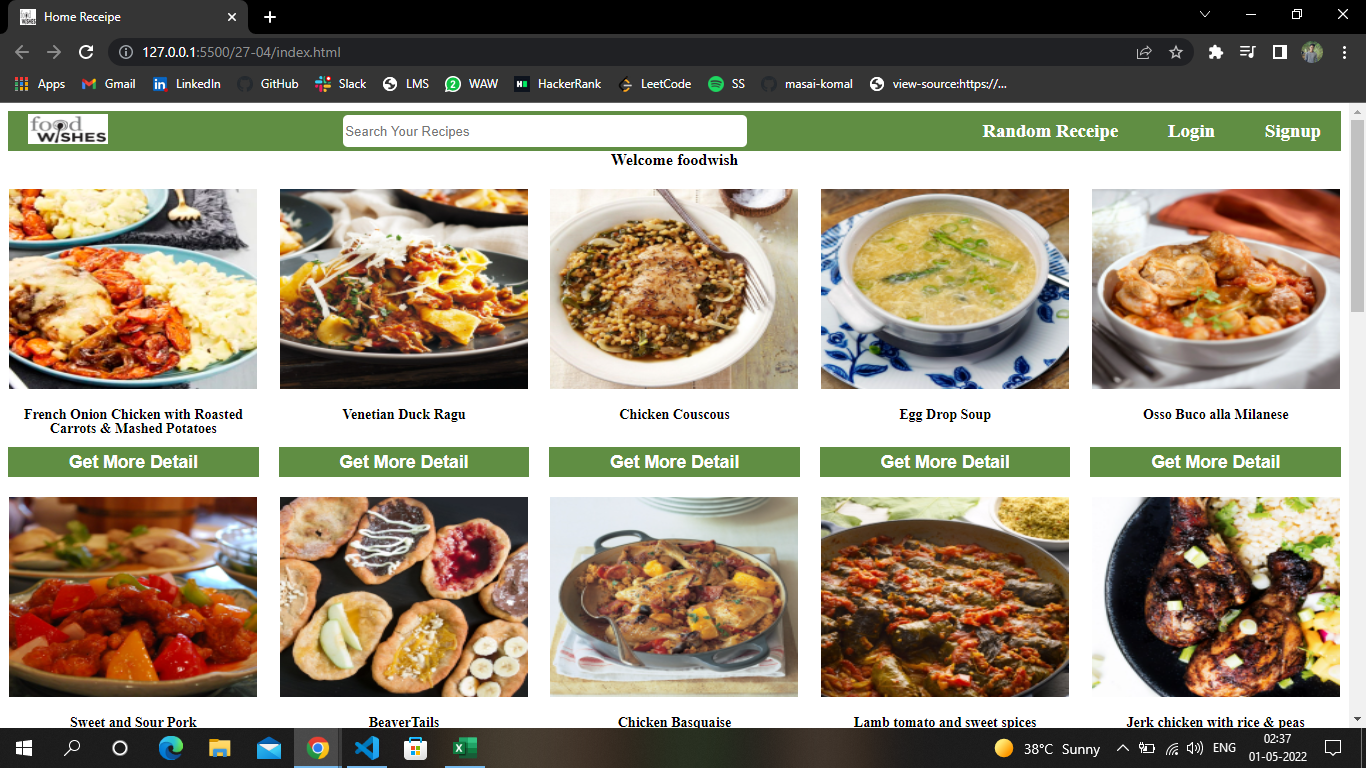 Home Receipe
127.0.0.1:5500/27-04/index.html
Apps Gmail LinkedIn GitHub Slack LMS WAW HackerRank LeetCode SS masai-komal view-source:https://...
food WISHES Search Your Recipes Random Receipe Login Signup
Welcome foodwish
French Onion Chicken with Roasted
Carrots & Mashed Potatoes
Venetian Duck Ragu
Chicken Couscous
Egg Drop Soup
Osso Buco alla Milanese
Get More Detail Get More Detail Get More Detail Get More Detail Get More Detail
Sweet and Sour Pork BeaverTails Chicken Basquaise Lamb tomato and sweet spices Jerk chicken with rice & peas
38°C Sunny ENG 02:37
01-05-2022